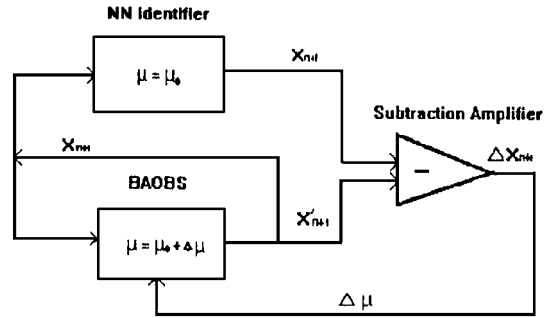 NN Identifier
μ = μ₀
Xₙ₊₁
Subtraction Amplifier
Xₙ₊₁
−
ΔXₙ₊₁
BAOBS
μ = μ₀ + Δμ
X′ₙ₊₁
Δμ